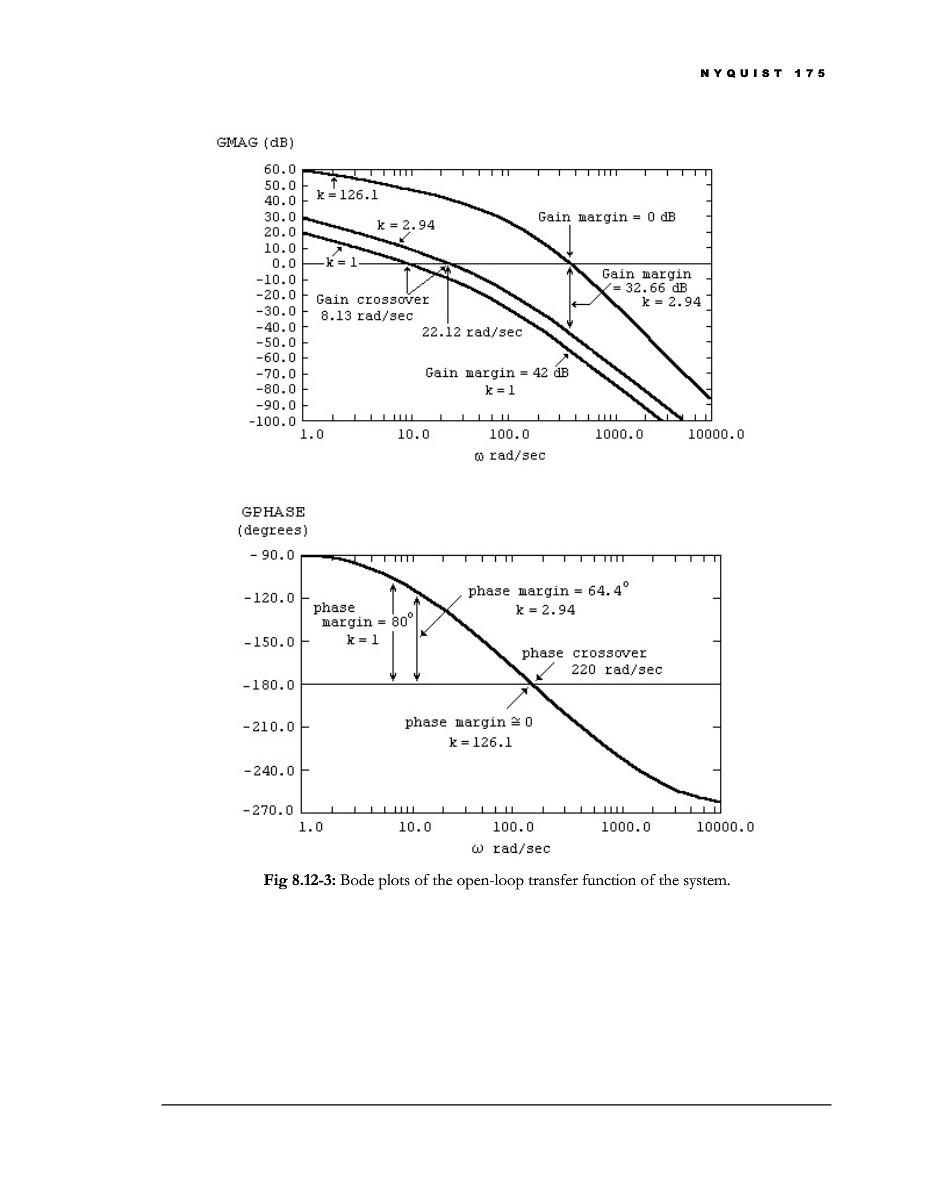 NYQUIST 175
GMAG (dB)
60.0
50.0
40.0
30.0
20.0
10.0
0.0
-10.0
-20.0
-30.0
-40.0
-50.0
-60.0
-70.0
-80.0
-90.0
-100.0
k = 126.1
k = 2.94
k = 1
Gain margin = 0 dB
Gain margin
= 32.66 dB
k = 2.94
Gain crossover
8.13 rad/sec
22.12 rad/sec
Gain margin = 42 dB
k = 1
1.0 10.0 100.0 1000.0 10000.0
ω rad/sec
GPHASE
(degrees)
-90.0
-120.0
-150.0
-180.0
-210.0
-240.0
-270.0
phase margin = 64.4°
k = 2.94
phase
margin = 80°
k = 1
phase crossover
220 rad/sec
phase margin ≅ 0
k = 126.1
1.0 10.0 100.0 1000.0 10000.0
ω rad/sec
Fig 8.12-3: Bode plots of the open-loop transfer function of the system.